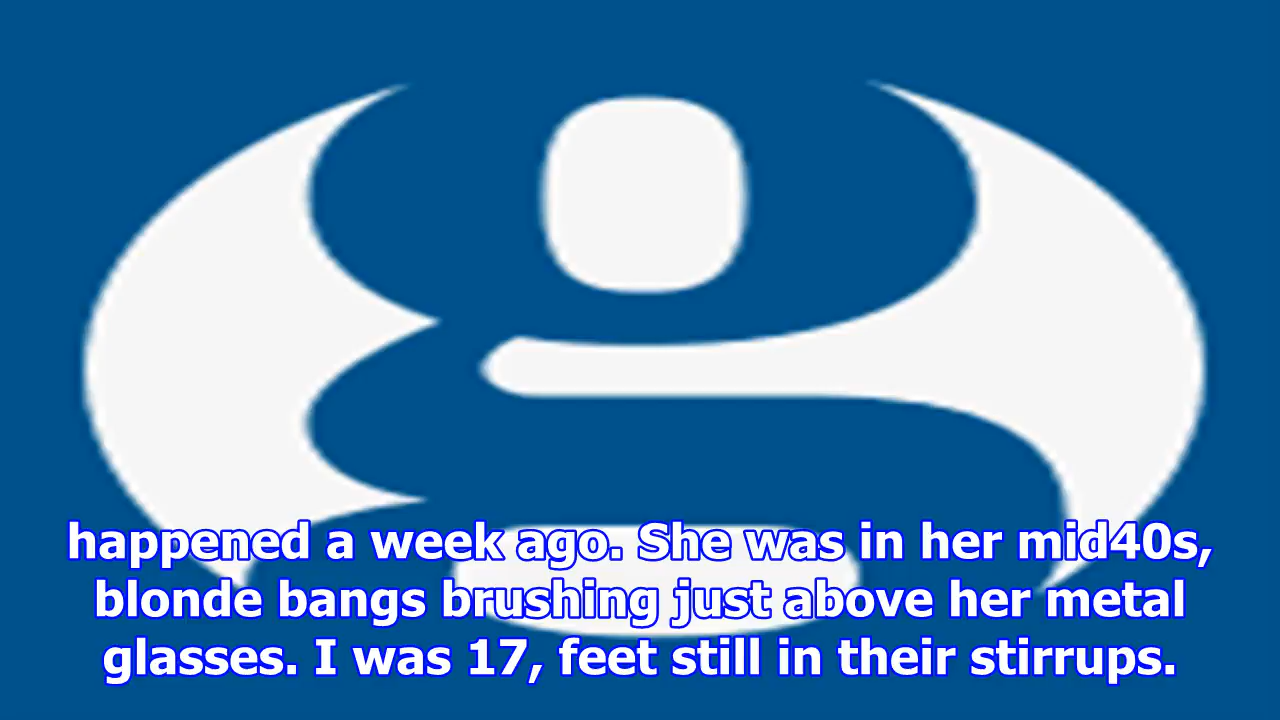 happened a week ago. She was in her mid40s,
blonde bangs brushing just above her metal
glasses. I was 17, feet still in their stirrups.